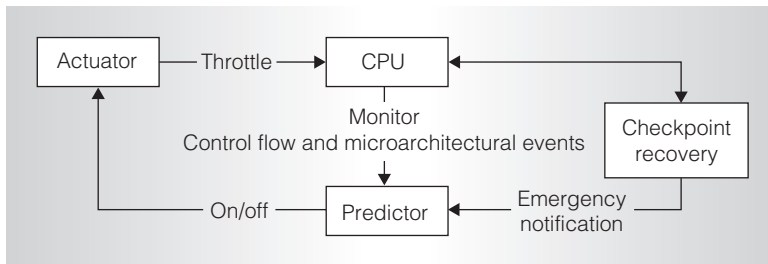 Actuator
Throttle
CPU
Monitor
Control flow and microarchitectural events
Checkpoint
recovery
On/off
Predictor
Emergency
notification